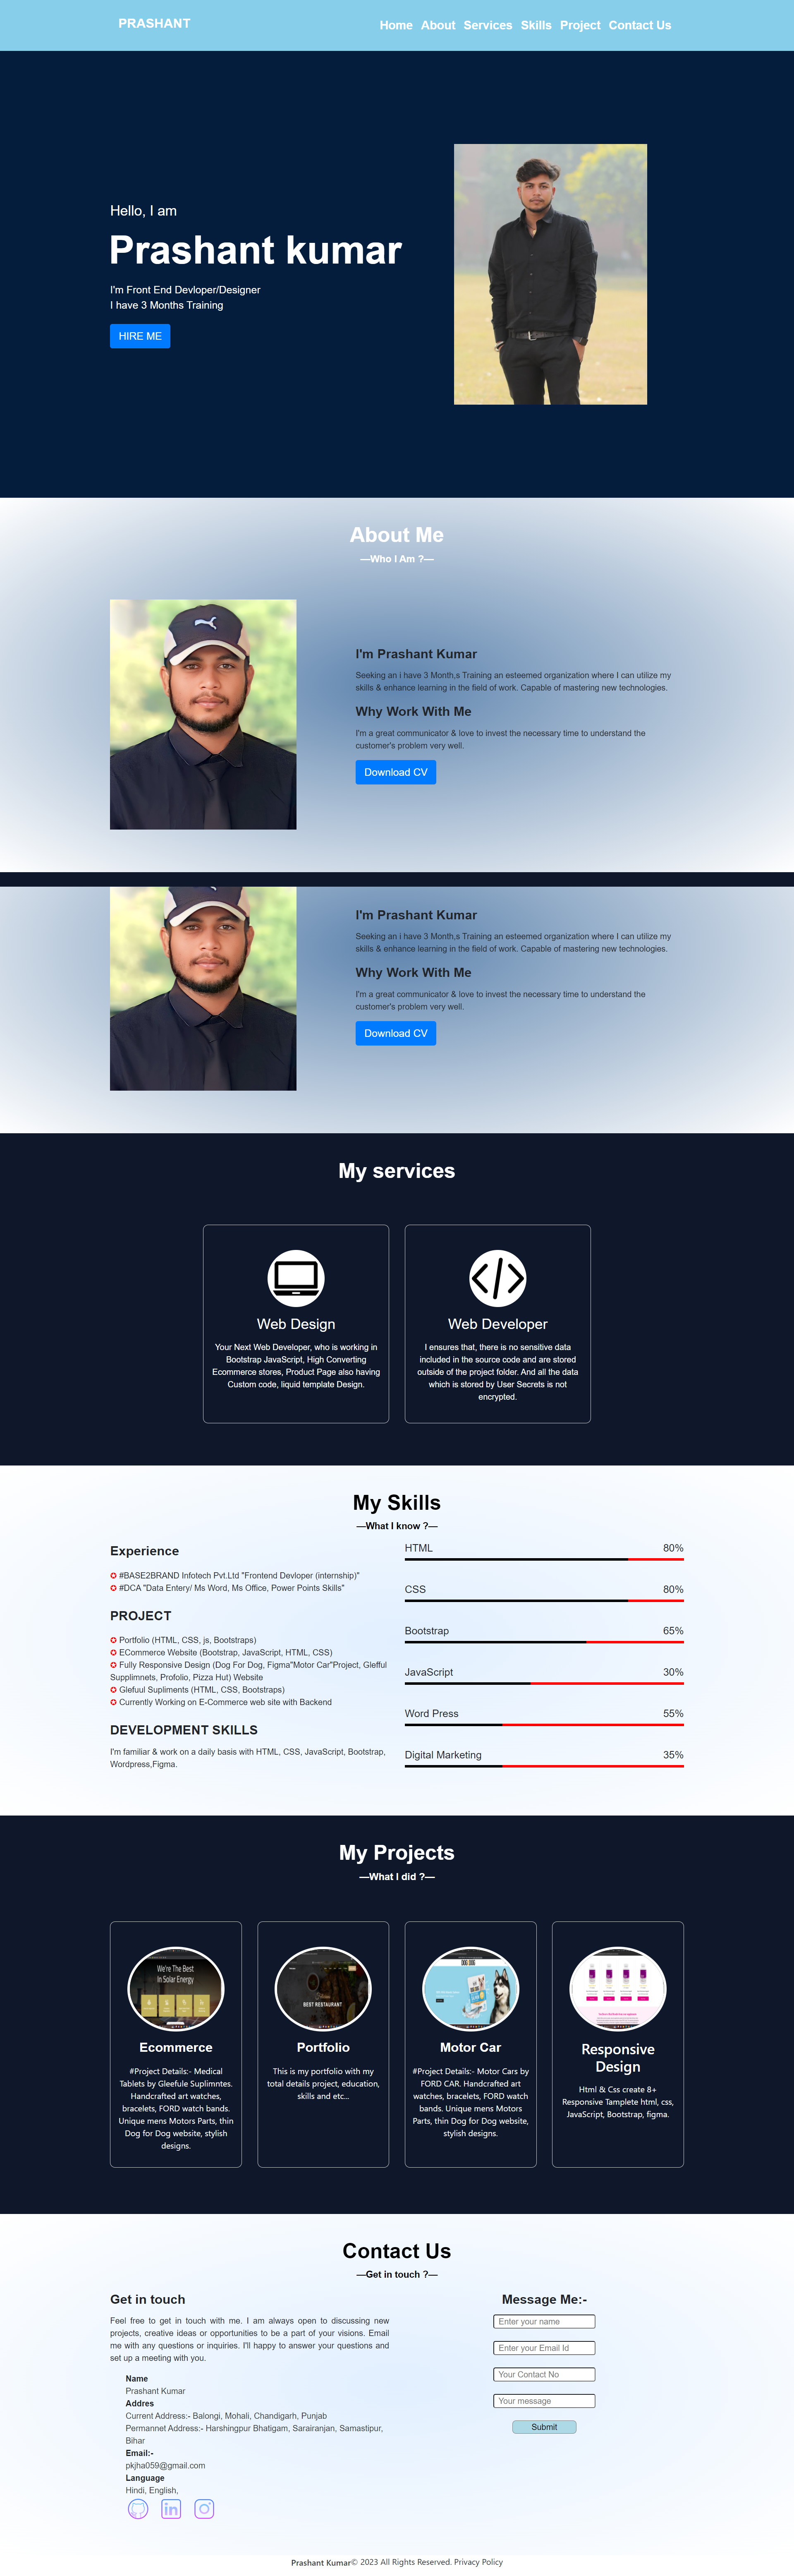 PRASHANT
Home About Services Skills Project Contact Us
Hello, I am
Prashant kumar
I'm Front End Devloper/Designer
I have 3 Months Training
HIRE ME
About Me
—Who I Am ?—
I'm Prashant Kumar
Seeking an i have 3 Month,s Training an esteemed organization where I can utilize my
skills & enhance learning in the field of work. Capable of mastering new technologies.
Why Work With Me
I'm a great communicator & love to invest the necessary time to understand the
customer's problem very well.
Download CV
I'm Prashant Kumar
Seeking an i have 3 Month,s Training an esteemed organization where I can utilize my
skills & enhance learning in the field of work. Capable of mastering new technologies.
Why Work With Me
I'm a great communicator & love to invest the necessary time to understand the
customer's problem very well.
Download CV
My services
Web Design
Your Next Web Developer, who is working in
Bootstrap JavaScript, High Converting
Ecommerce stores, Product Page also having
Custom code, liquid template Design.
Web Developer
I ensures that, there is no sensitive data
included in the source code and are stored
outside of the project folder. And all the data
which is stored by User Secrets is not
encrypted.
My Skills
—What I know ?—
Experience
✪ #BASE2BRAND Infotech Pvt.Ltd "Frontend Devloper (internship)"
✪ #DCA "Data Entery/ Ms Word, Ms Office, Power Points Skills"
PROJECT
✪ Portfolio (HTML, CSS, js, Bootstraps)
✪ ECommerce Website (Bootstrap, JavaScript, HTML, CSS)
✪ Fully Responsive Design (Dog For Dog, Figma"Motor Car"Project, Glefful
Supplimnets, Profolio, Pizza Hut) Website
✪ Glefuul Supliments (HTML, CSS, Bootstraps)
✪ Currently Working on E-Commerce web site with Backend
DEVELOPMENT SKILLS
I'm familiar & work on a daily basis with HTML, CSS, JavaScript, Bootstrap,
Wordpress,Figma.
HTML 80%
CSS 80%
Bootstrap 65%
JavaScript 30%
Word Press 55%
Digital Marketing 35%
My Projects
—What I did ?—
We're The Best
In Solar Energy
Ecommerce
#Project Details:- Medical
Tablets by Gleefule Suplimntes.
Handcrafted art watches,
bracelets, FORD watch bands.
Unique mens Motors Parts, thin
Dog for Dog website, stylish
designs.
BEST RESTAURANT
Portfolio
This is my portfolio with my
total details project, education,
skills and etc...
Motor Car
#Project Details:- Motor Cars by
FORD CAR. Handcrafted art
watches, bracelets, FORD watch
bands. Unique mens Motors
Parts, thin Dog for Dog website,
stylish designs.
Responsive
Design
Html & Css create 8+
Responsive Tamplete html, css,
JavaScript, Bootstrap, figma.
Contact Us
—Get in touch ?—
Get in touch
Feel free to get in touch with me. I am always open to discussing new
projects, creative ideas or opportunities to be a part of your visions. Email
me with any questions or inquiries. I'll happy to answer your questions and
set up a meeting with you.
Name
Prashant Kumar
Addres
Current Address:- Balongi, Mohali, Chandigarh, Punjab
Permannet Address:- Harshingpur Bhatigam, Sarairanjan, Samastipur,
Bihar
Email:-
pkjha059@gmail.com
Language
Hindi, English,
in
Message Me:-
Enter your name
Enter your Email Id
Your Contact No
Your message
Submit
Prashant Kumar© 2023 All Rights Reserved. Privacy Policy